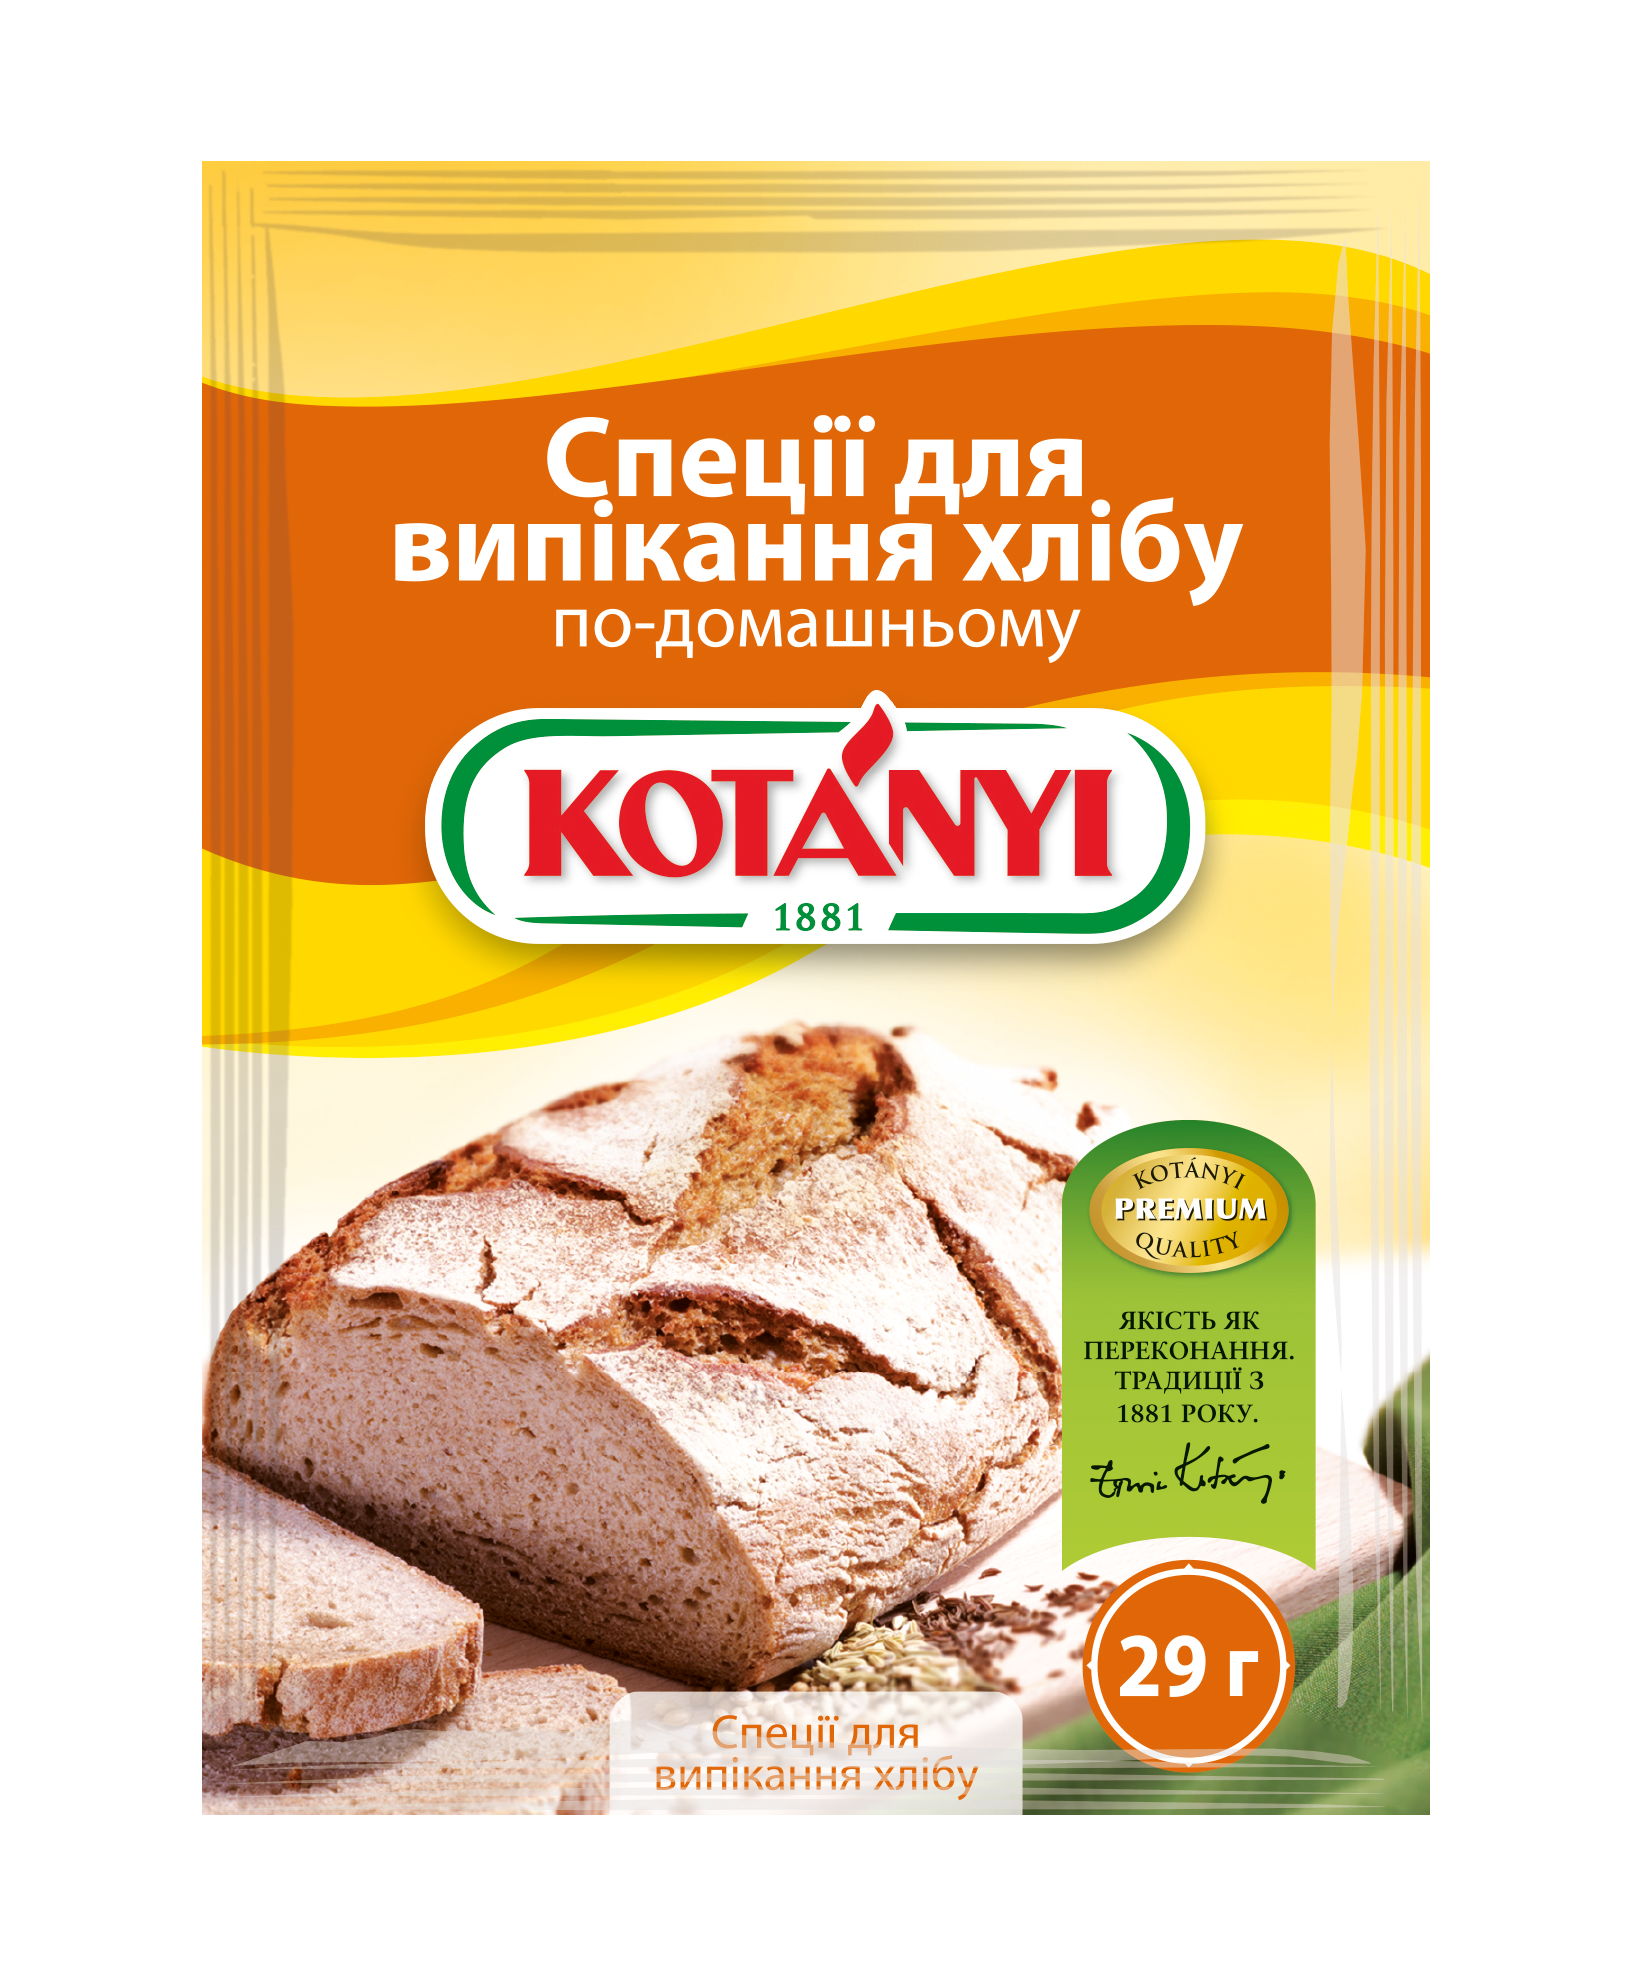 Спеції для
випікання хлібу
по-домашньому
KOTÁNYI
1881
KOTÁNYI
PREMIUM
QUALITY
ЯКІСТЬ ЯК
ПЕРЕКОНАННЯ.
ТРАДИЦІЇ З
1881 РОКУ.
29 г
Спеції для
випікання хлібу